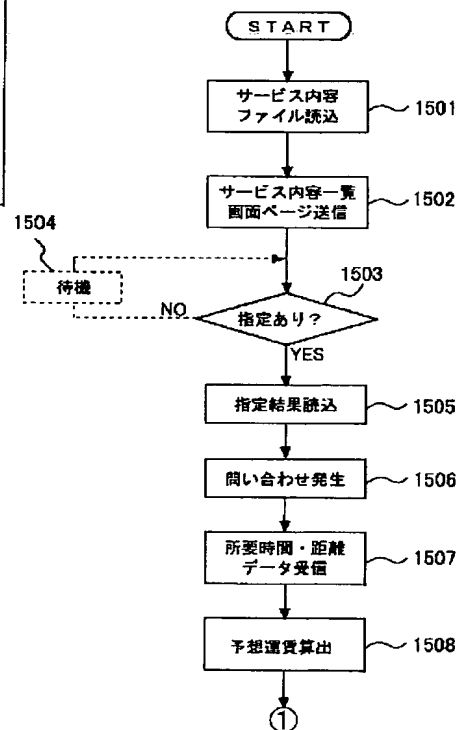 START
サービス内容
ファイル読込
1501
サービス内容一覧
画面ページ送信
1502
1504
待機
1503
指定あり？
NO
YES
指定結果読込
1505
問い合わせ発生
1506
所要時間・距離
データ受信
1507
予想運賃算出
1508
①